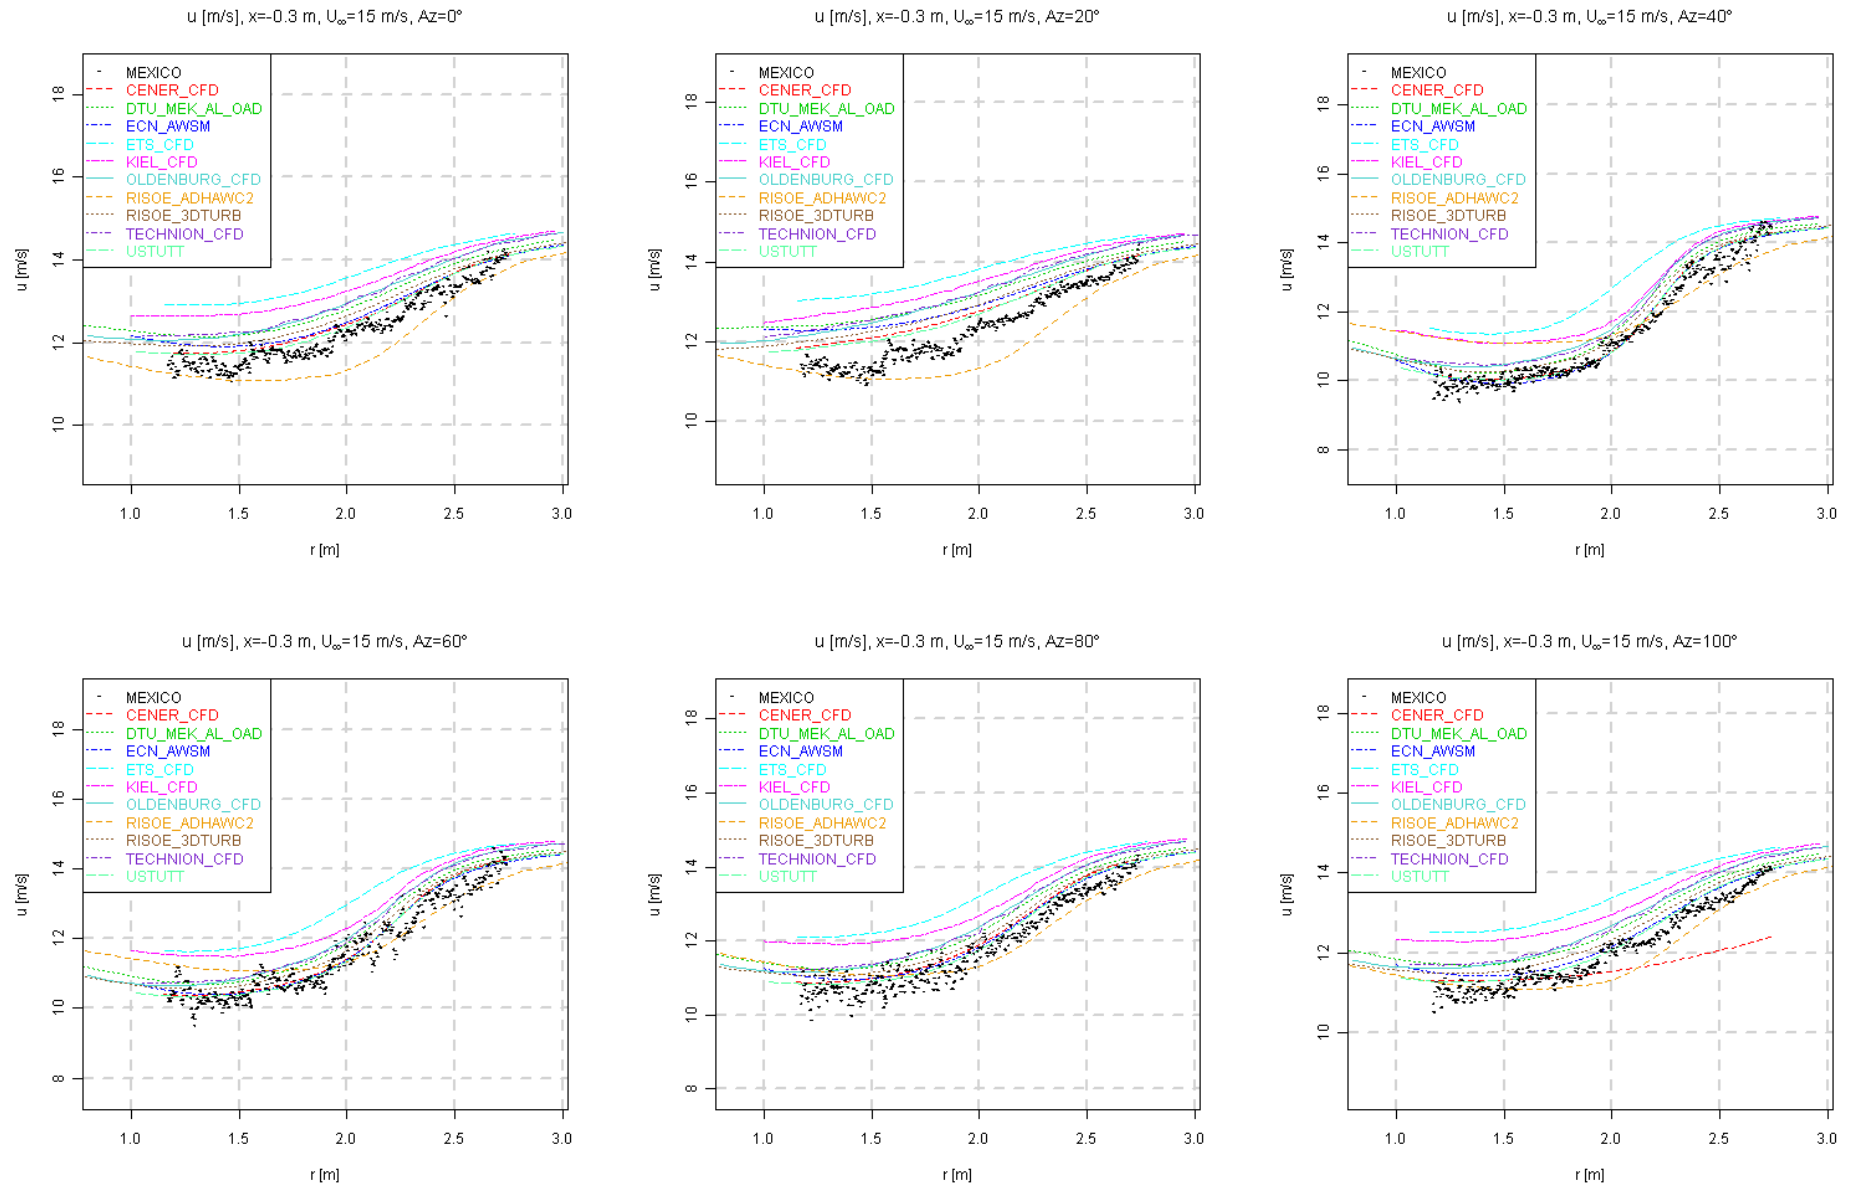 u [m/s], x=-0.3 m, U∞=15 m/s, Az=0°
MEXICO
CENER_CFD
DTU_MEK_AL_OAD
ECN_AWSM
ETS_CFD
KIEL_CFD
OLDENBURG_CFD
RISOE_ADHAWC2
RISOE_3DTURB
TECHNION_CFD
USTUTT
u [m/s]
18
16
14
12
10
1.0 1.5 2.0 2.5 3.0
r [m]
u [m/s], x=-0.3 m, U∞=15 m/s, Az=20°
MEXICO
CENER_CFD
DTU_MEK_AL_OAD
ECN_AWSM
ETS_CFD
KIEL_CFD
OLDENBURG_CFD
RISOE_ADHAWC2
RISOE_3DTURB
TECHNION_CFD
USTUTT
u [m/s]
18
16
14
12
10
1.0 1.5 2.0 2.5 3.0
r [m]
u [m/s], x=-0.3 m, U∞=15 m/s, Az=40°
MEXICO
CENER_CFD
DTU_MEK_AL_OAD
ECN_AWSM
ETS_CFD
KIEL_CFD
OLDENBURG_CFD
RISOE_ADHAWC2
RISOE_3DTURB
TECHNION_CFD
USTUTT
u [m/s]
18
16
14
12
10
8
1.0 1.5 2.0 2.5 3.0
r [m]
u [m/s], x=-0.3 m, U∞=15 m/s, Az=60°
MEXICO
CENER_CFD
DTU_MEK_AL_OAD
ECN_AWSM
ETS_CFD
KIEL_CFD
OLDENBURG_CFD
RISOE_ADHAWC2
RISOE_3DTURB
TECHNION_CFD
USTUTT
u [m/s]
18
16
14
12
10
8
1.0 1.5 2.0 2.5 3.0
r [m]
u [m/s], x=-0.3 m, U∞=15 m/s, Az=80°
MEXICO
CENER_CFD
DTU_MEK_AL_OAD
ECN_AWSM
ETS_CFD
KIEL_CFD
OLDENBURG_CFD
RISOE_ADHAWC2
RISOE_3DTURB
TECHNION_CFD
USTUTT
u [m/s]
18
16
14
12
10
8
1.0 1.5 2.0 2.5 3.0
r [m]
u [m/s], x=-0.3 m, U∞=15 m/s, Az=100°
MEXICO
CENER_CFD
DTU_MEK_AL_OAD
ECN_AWSM
ETS_CFD
KIEL_CFD
OLDENBURG_CFD
RISOE_ADHAWC2
RISOE_3DTURB
TECHNION_CFD
USTUTT
u [m/s]
18
16
14
12
10
1.0 1.5 2.0 2.5 3.0
r [m]